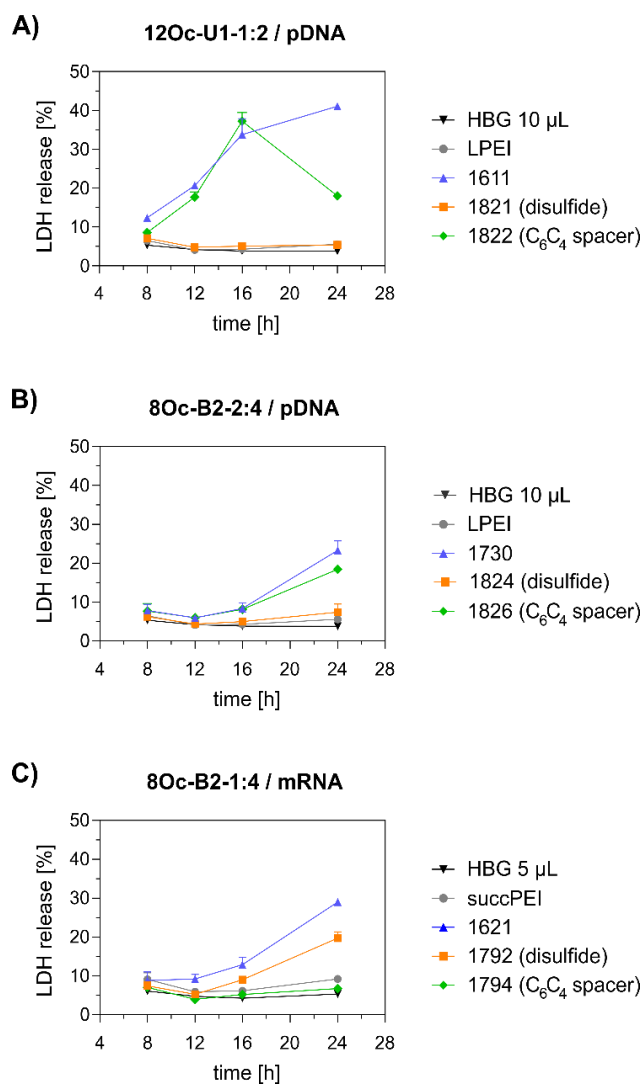 A)
12Oc-U1-1:2 / pDNA
LDH release [%]
50
40
30
20
10
0
4 8 12 16 20 24 28
time [h]
HBG 10 µL
LPEI
1611
1821 (disulfide)
1822 (C₆C₄ spacer)
B)
8Oc-B2-2:4 / pDNA
LDH release [%]
50
40
30
20
10
0
4 8 12 16 20 24 28
time [h]
HBG 10 µL
LPEI
1730
1824 (disulfide)
1826 (C₆C₄ spacer)
C)
8Oc-B2-1:4 / mRNA
LDH release [%]
50
40
30
20
10
0
4 8 12 16 20 24 28
time [h]
HBG 5 µL
succPEI
1621
1792 (disulfide)
1794 (C₆C₄ spacer)